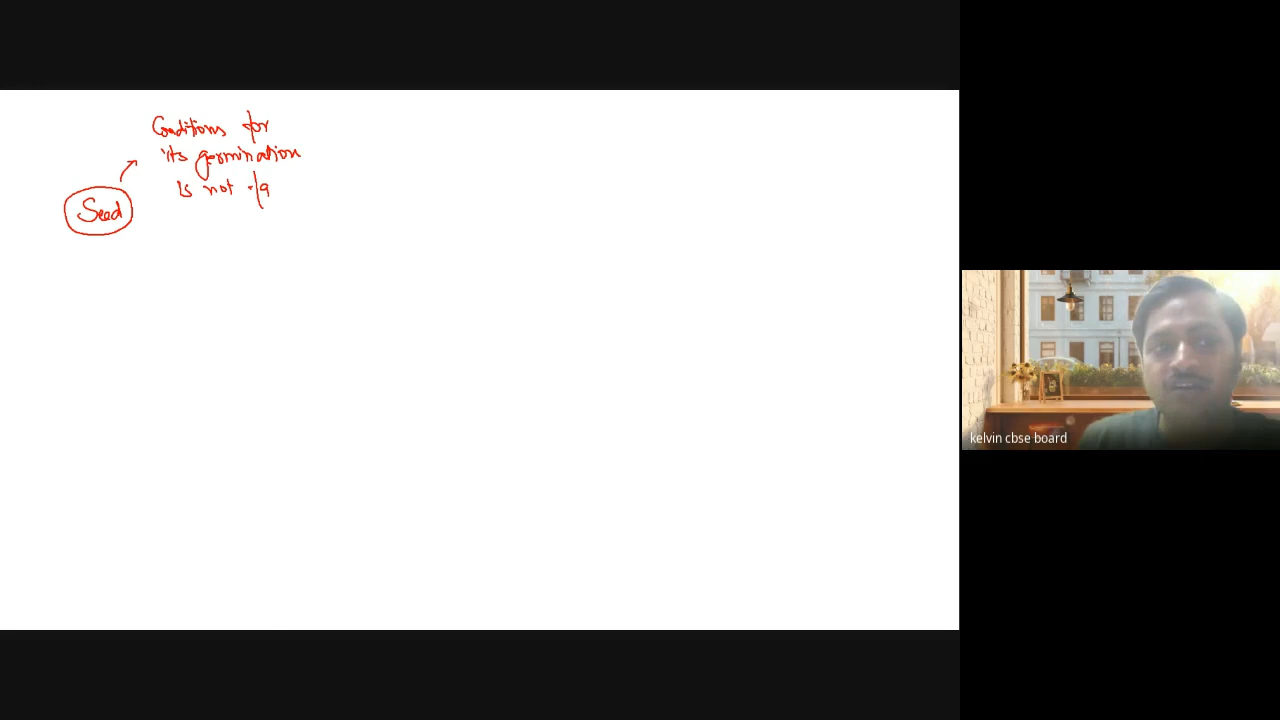 Conditions for
its germination
Seed
is not f/a
kelvin cbse board